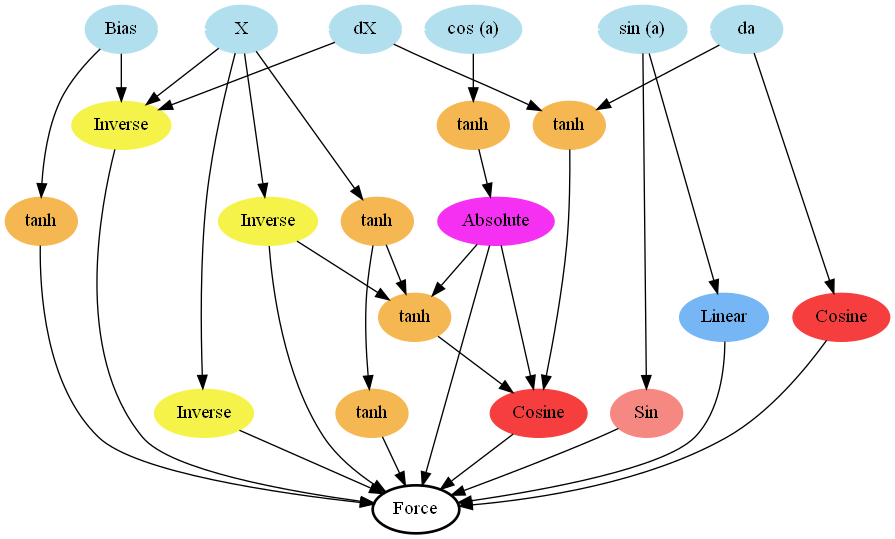 Bias
X
dX
cos (a)
sin (a)
da
Inverse
tanh
tanh
tanh
Inverse
tanh
Absolute
tanh
Linear
Cosine
Inverse
tanh
Cosine
Sin
Force